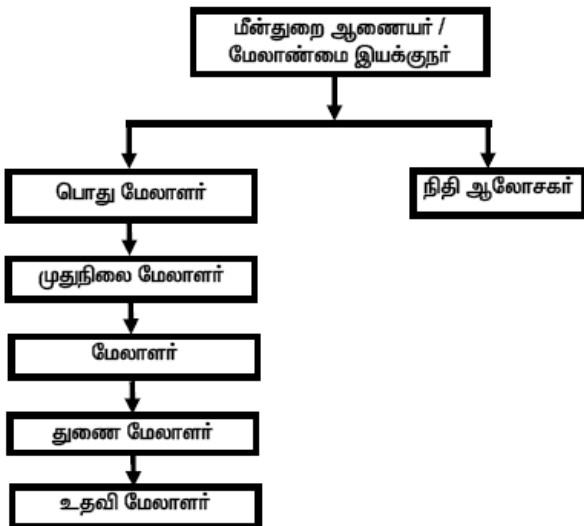 மீன்துறை ஆணையர் /
மேலாண்மை இயக்குநர்
பொது மேலாளர்
நிதி ஆலோசகர்
முதுநிலை மேலாளர்
மேலாளர்
துணை மேலாளர்
உதவி மேலாளர்